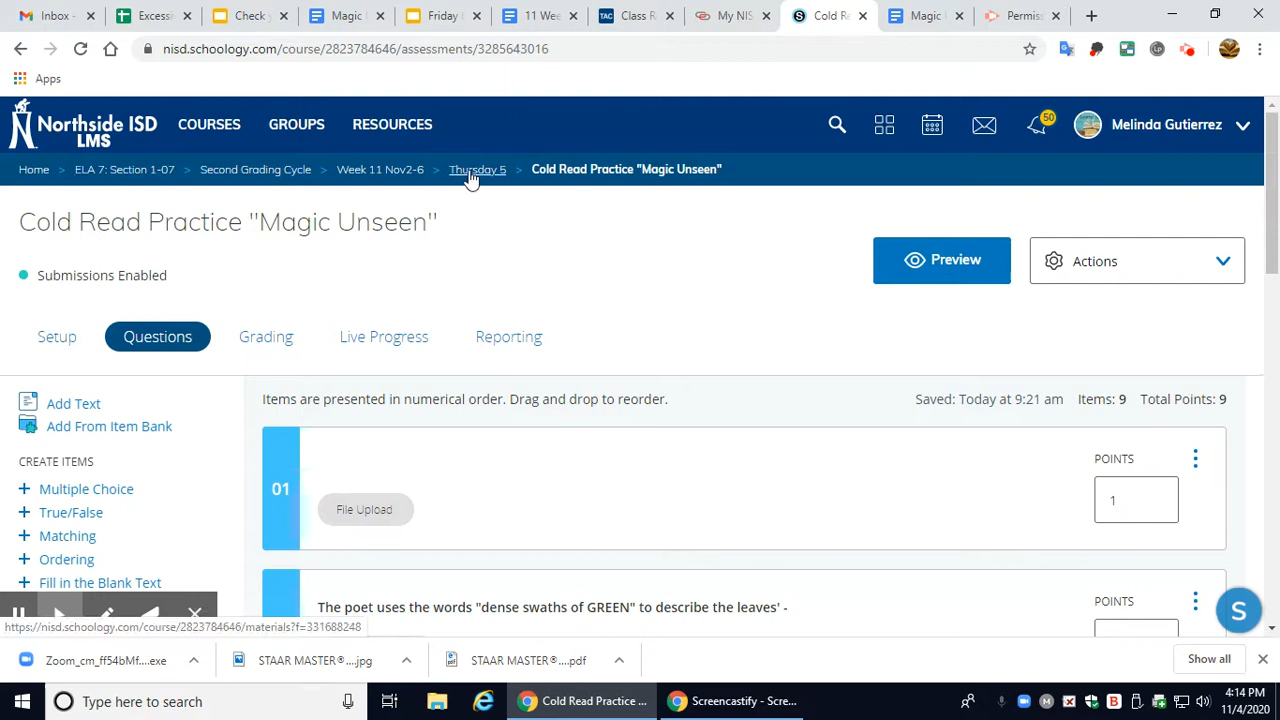 Inbox -
Excess
Check y
Magic
Friday
11 Wee
TAC
Class R
My NIS
S
Cold Re
Magic
Permis
nisd.schoology.com/course/2823784646/assessments/3285643016
Apps
Northside ISD
LMS
COURSES
GROUPS
RESOURCES
50
Melinda Gutierrez
Home > ELA 7: Section 1-07 > Second Grading Cycle > Week 11 Nov2-6 > Thursday 5 > Cold Read Practice "Magic Unseen"
Cold Read Practice "Magic Unseen"
Submissions Enabled
Preview
Actions
Setup
Questions
Grading
Live Progress
Reporting
Add Text
Add From Item Bank
CREATE ITEMS
+ Multiple Choice
+ True/False
+ Matching
+ Ordering
+ Fill in the Blank Text
Items are presented in numerical order. Drag and drop to reorder.
Saved: Today at 9:21 am
Items: 9
Total Points: 9
01
File Upload
POINTS
1
The poet uses the words "dense swaths of GREEN" to describe the leaves' -
POINTS
S
https://nisd.schoology.com/course/2823784646/materials?f=331688248
Zoom_cm_ff54bMf....exe
STAAR MASTER®....jpg
STAAR MASTER®...pdf
Show all
Type here to search
Cold Read Practice ...
Screencastify - Scre...
4:14 PM
11/4/2020